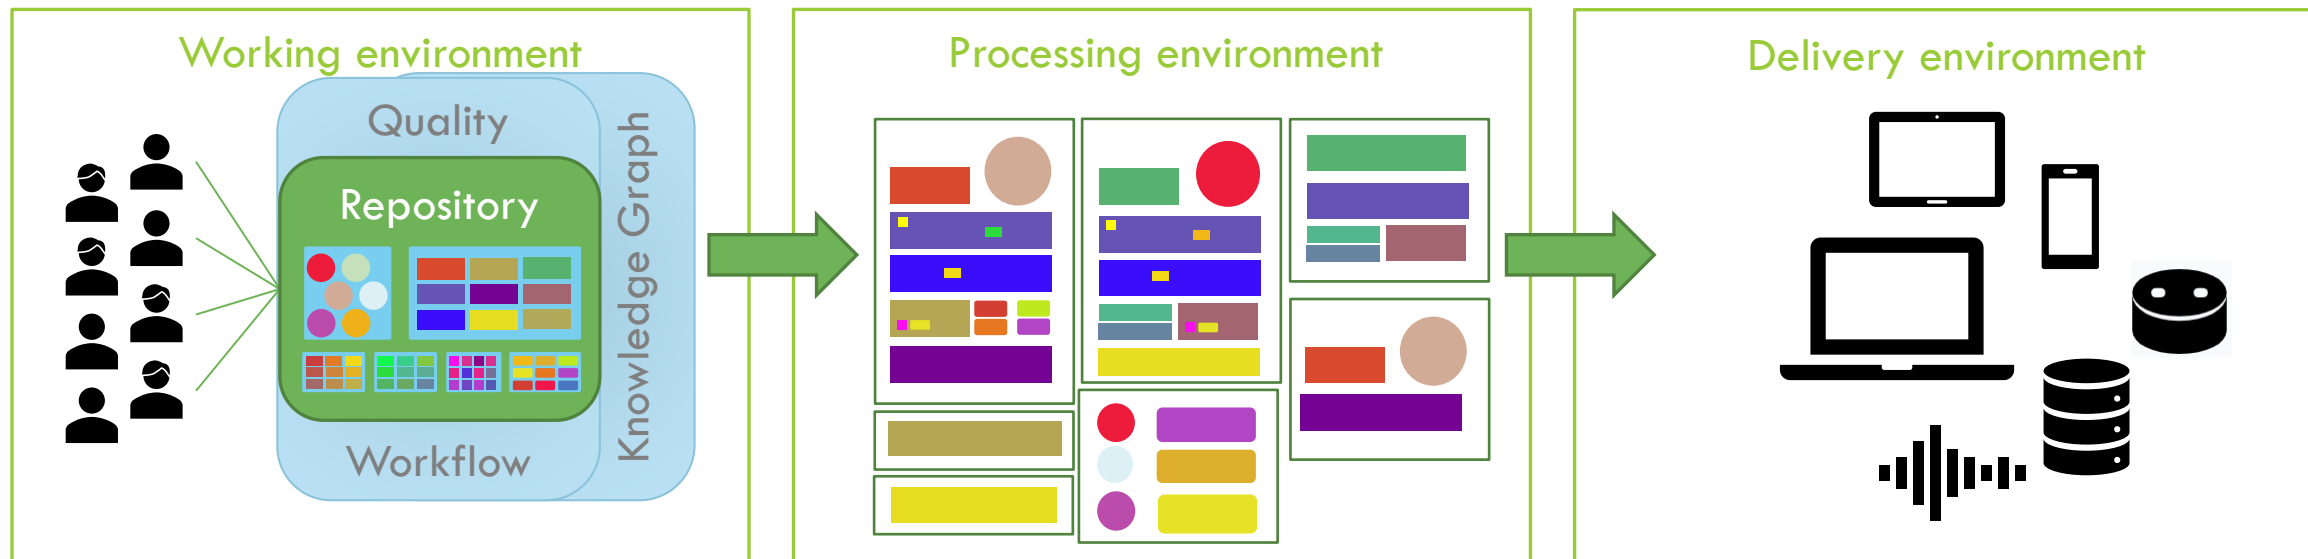 Working environment
Quality
Repository
Workflow
Knowledge Graph
Processing environment
Delivery environment